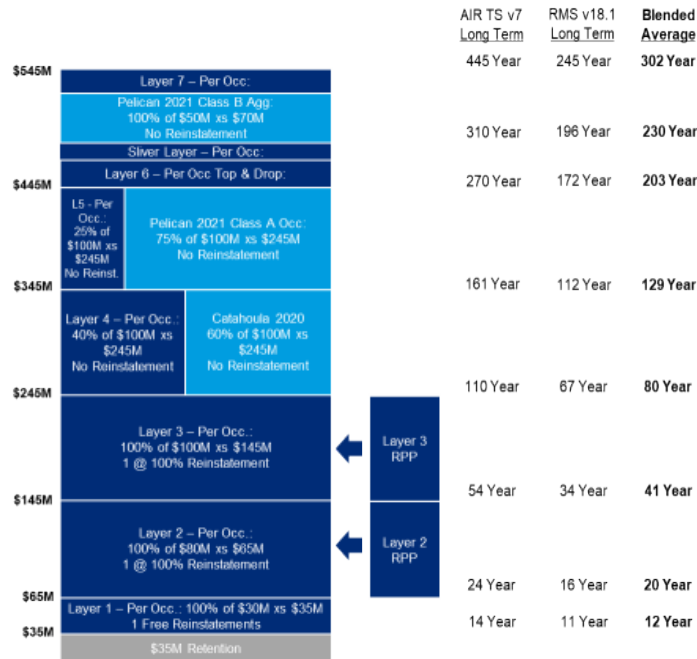 AIR TS v7
Long Term
RMS v18.1
Long Term
Blended
Average
$545M
445 Year
245 Year
302 Year
Layer 7 – Per Occ:
Pelican 2021 Class B Agg:
100% of $50M xs $70M
No Reinstatement
310 Year
196 Year
230 Year
Sliver Layer – Per Occ:
Layer 6 – Per Occ Top & Drop:
$445M
270 Year
172 Year
203 Year
L5 - Per
Occ.:
25% of
$100M xs
$245M
No Reinst.
Pelican 2021 Class A Occ:
75% of $100M xs $245M
No Reinstatement
$345M
161 Year
112 Year
129 Year
Layer 4 – Per Occ.:
40% of $100M xs
$245M
No Reinstatement
Catahoula 2020
60% of $100M xs
$245M
No Reinstatement
$245M
110 Year
67 Year
80 Year
Layer 3 – Per Occ.:
100% of $100M xs $145M
1 @ 100% Reinstatement
Layer 3
RPP
$145M
54 Year
34 Year
41 Year
Layer 2 – Per Occ.:
100% of $80M xs $65M
1 @ 100% Reinstatement
Layer 2
RPP
$65M
24 Year
16 Year
20 Year
Layer 1 – Per Occ.: 100% of $30M xs $35M
1 Free Reinstatements
$35M
14 Year
11 Year
12 Year
$35M Retention